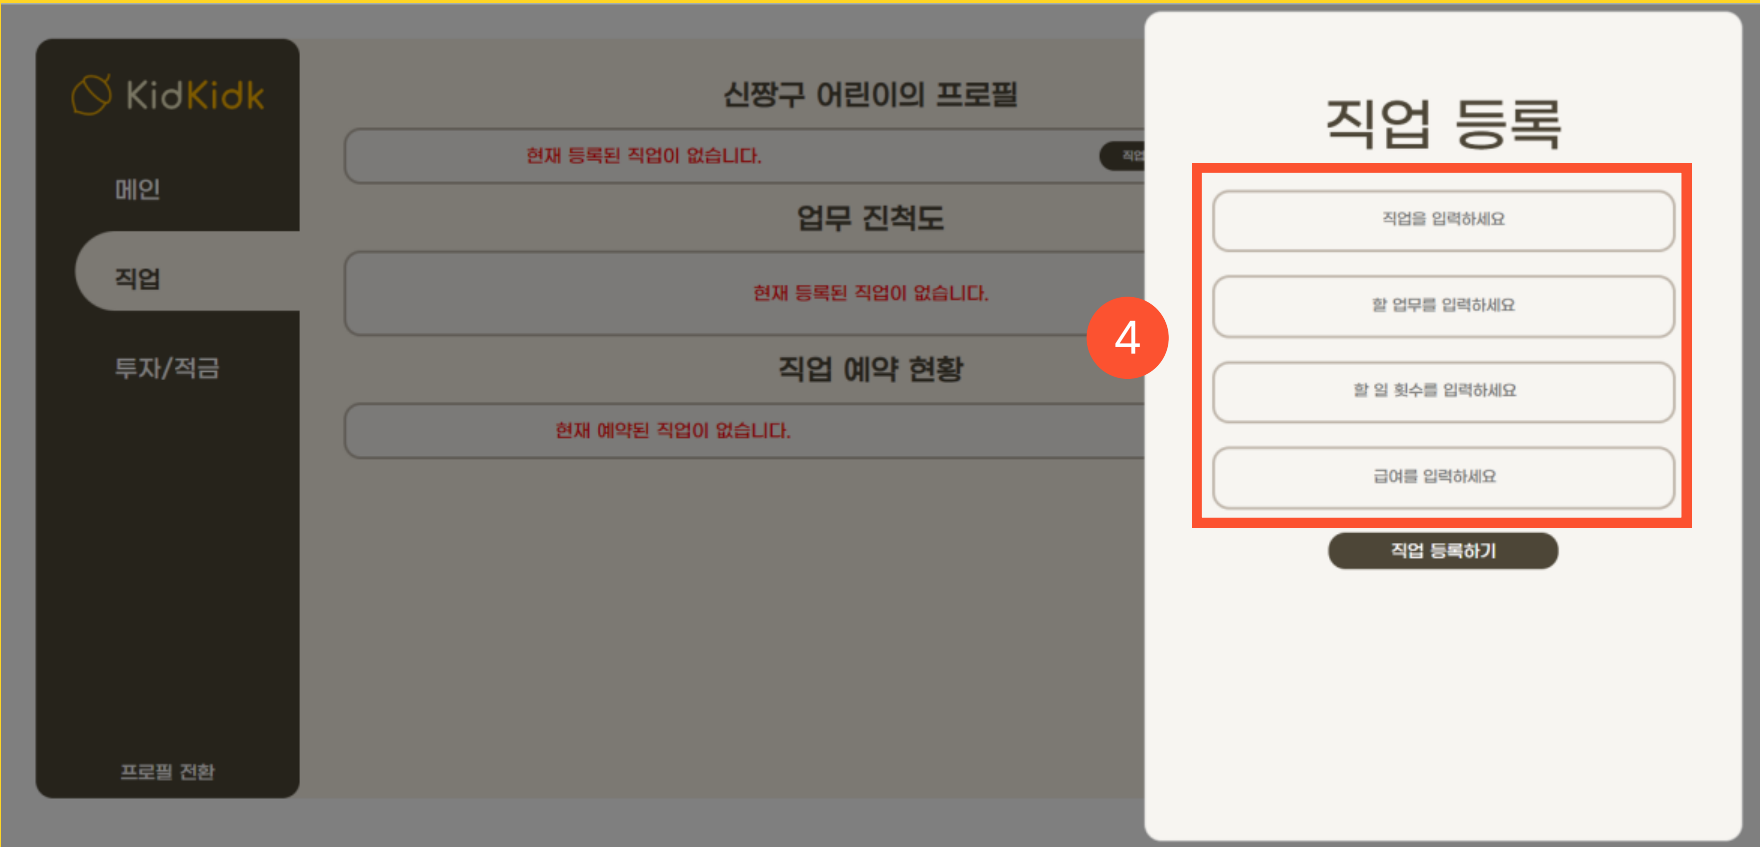 KidKidk
메인
직업
투자/적금
프로필 전환
신짱구 어린이의 프로필
현재 등록된 직업이 없습니다.
직업
업무 진척도
현재 등록된 직업이 없습니다.
직업 예약 현황
현재 예약된 직업이 없습니다.
4
직업 등록
직업을 입력하세요
할 업무를 입력하세요
할 일 횟수를 입력하세요
급여를 입력하세요
직업 등록하기